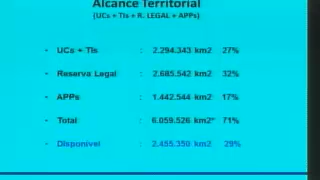 Alcance Territorial
(UCs + TIs + R. LEGAL + APPs)
- UCs + TIs : 2.294.343 km2 27%
- Reserva Legal : 2.685.542 km2 32%
- APPs : 1.442.544 km2 17%
- Total : 6.059.526 km2* 71%
- Disponível : 2.455.350 km2 29%